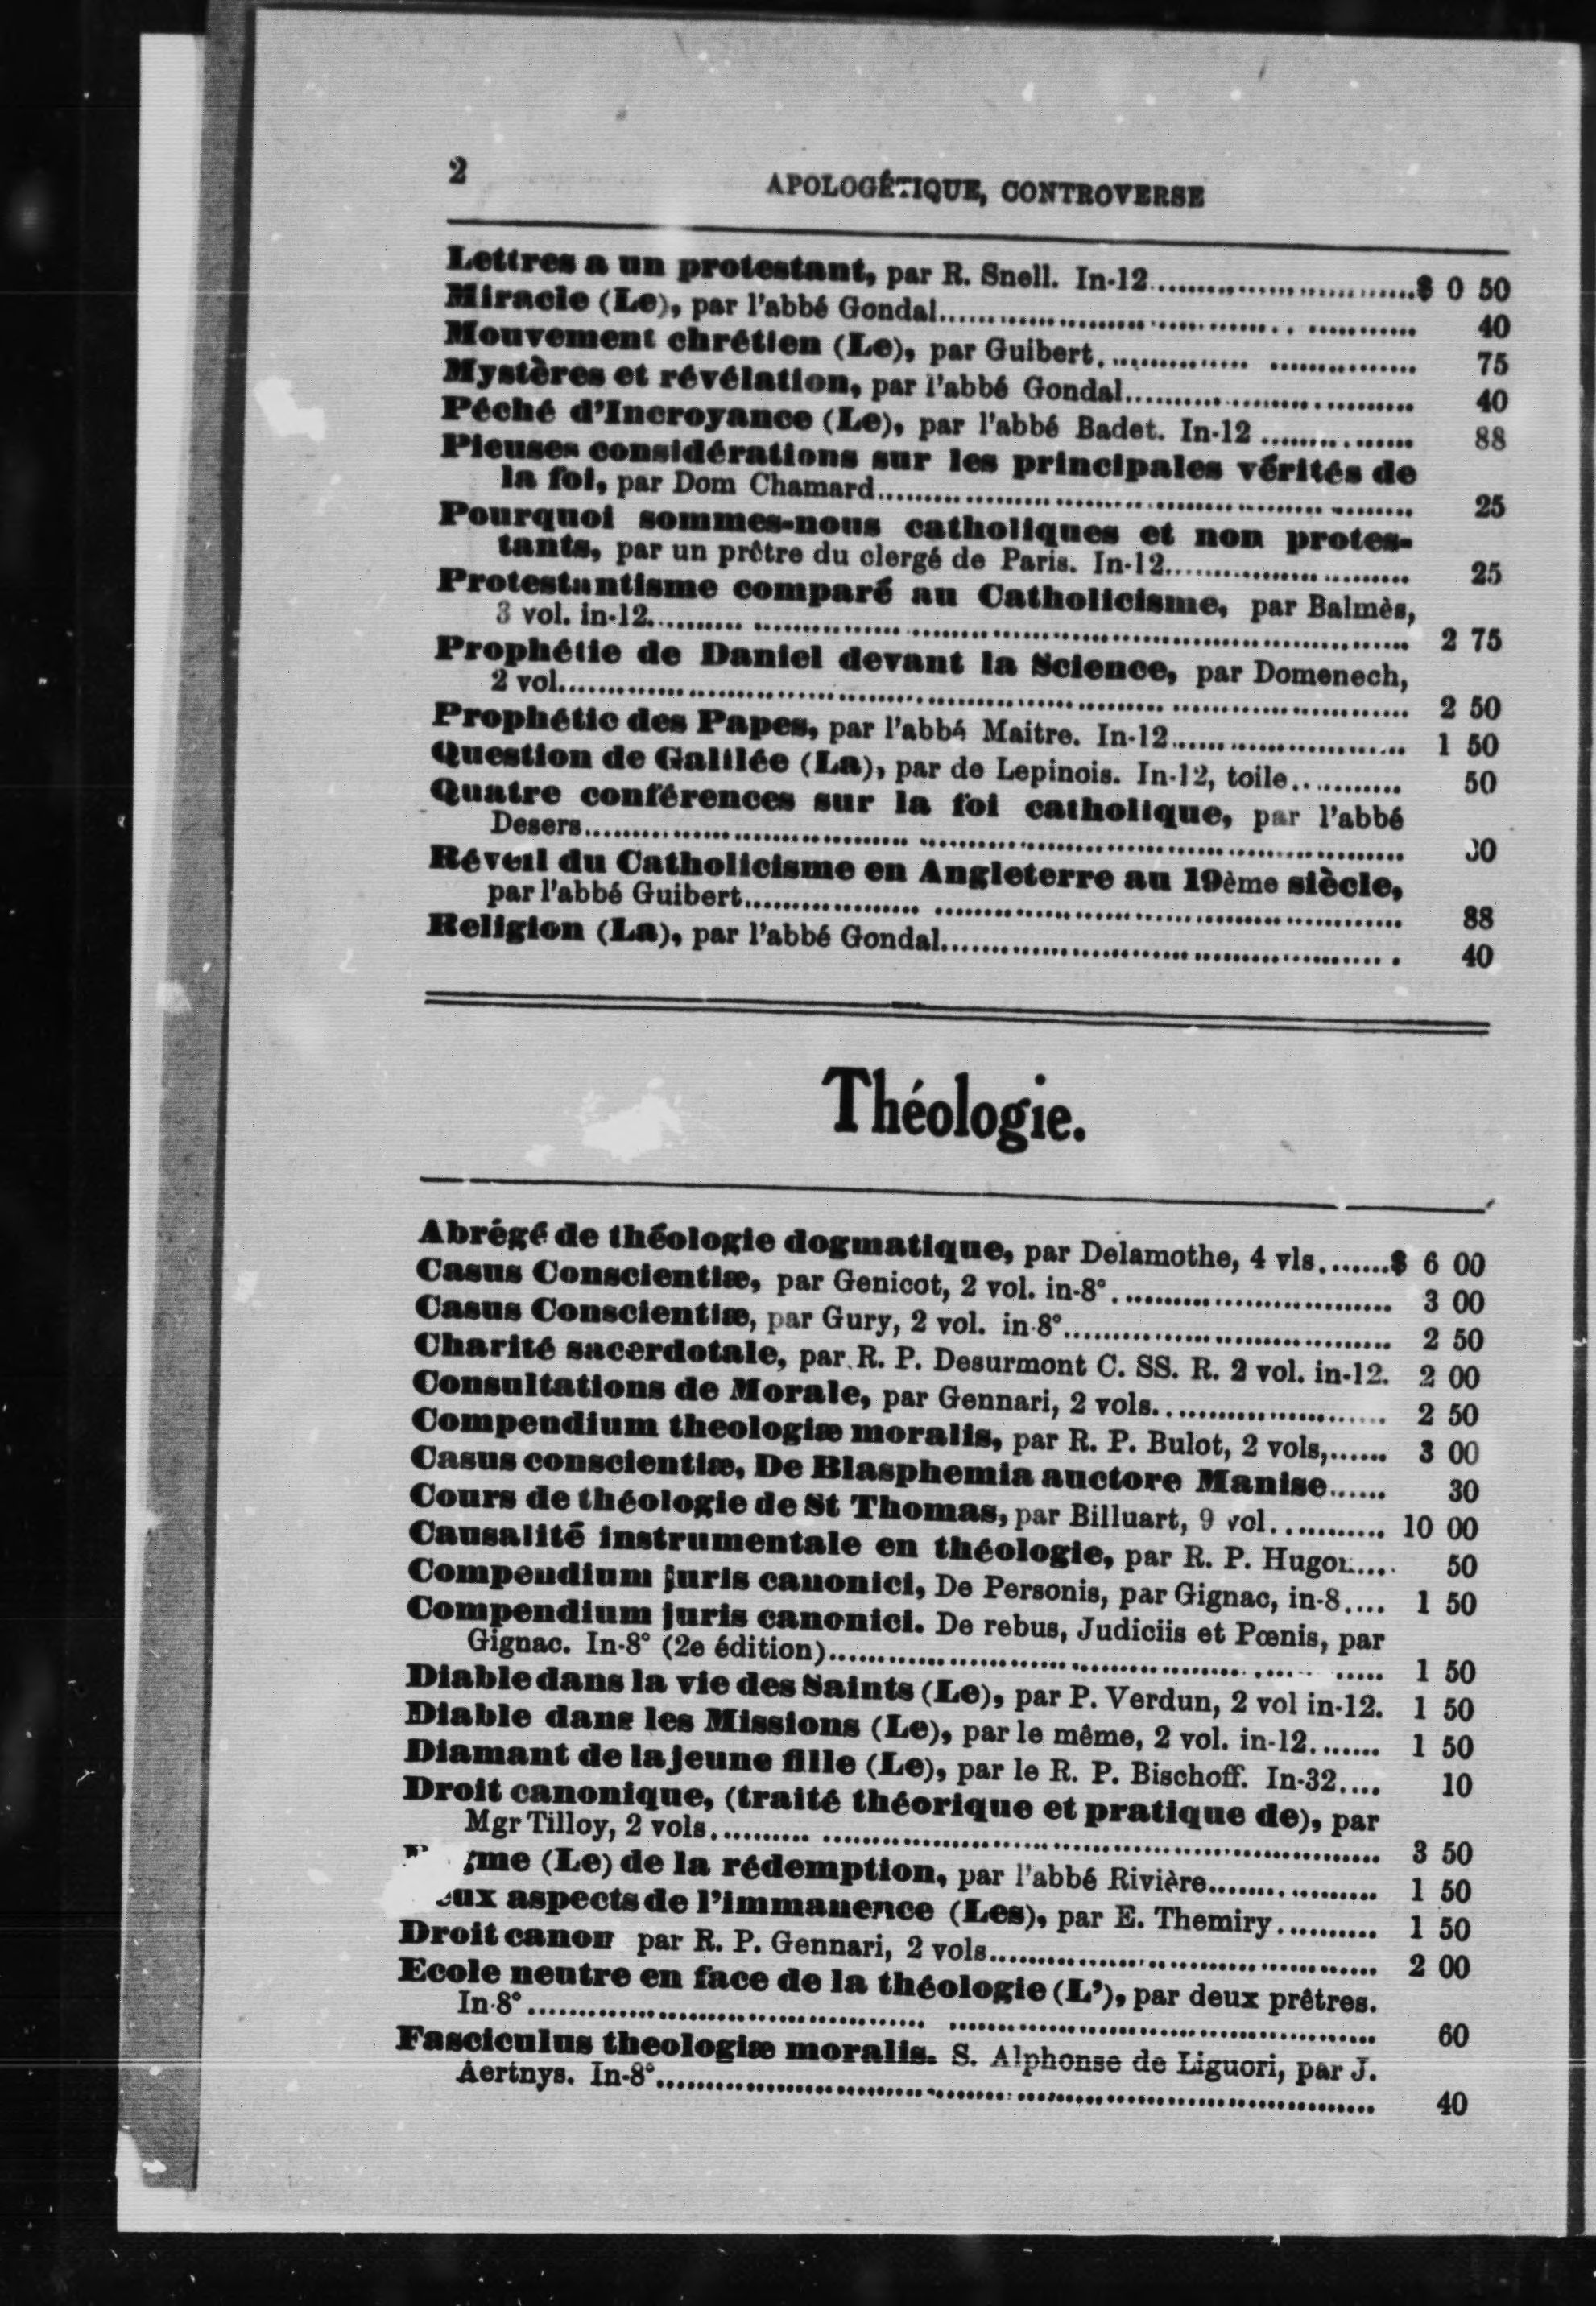 2
APOLOGÉTIQUE, CONTROVERSE
Lettres a un protestant, par R. Snell. In-12..........................$ 0 50
Miracle (Le), par l'abbé Gondal.......................................... 40
Mouvement chrétien (Le), par Guibert............................. 75
Mystères et révélation, par l'abbé Gondal............................. 40
Péché d'Incroyance (Le), par l'abbé Badet. In-12 ............... 88
Pieuses considérations sur les principales vérités de
la foi, par Dom Chamard.................................................... 25
Pourquoi sommes-nous catholiques et non protes-
tants, par un prêtre du clergé de Paris. In-12........................ 25
Protestantisme comparé au Catholicisme, par Balmès,
3 vol. in-12.......................................................................... 2 75
Prophétie de Daniel devant la Science, par Domenech,
2 vol................................................................................... 2 50
Prophétie des Papes, par l'abbé Maitre. In-12....................... 1 50
Question de Galilée (La), par de Lepinois. In-12, toile........... 50
Quatre conférences sur la foi catholique, par l'abbé
Desers................................................................................ 0
Réveil du Catholicisme en Angleterre au 19ème siècle,
par l'abbé Guibert................................................................ 88
Religion (La), par l'abbé Gondal.............................................. 40
Théologie.
Abrégé de théologie dogmatique, par Delamothe, 4 vls.......$ 6 00
Casus Conscientiæ, par Genicot, 2 vol. in-8°............................ 3 00
Casus Conscientiæ, par Gury, 2 vol. in-8°................................. 2 50
Charité sacerdotale, par R. P. Desurmont C. SS. R. 2 vol. in-12. 2 00
Consultations de Morale, par Gennari, 2 vols........................ 2 50
Compendium theologiæ moralis, par R. P. Bulot, 2 vols,...... 3 00
Casus conscientiæ, De Blasphemia auctore Manise...... 30
Cours de théologie de St Thomas, par Billuart, 9 vol............ 10 00
Causalité instrumentale en théologie, par R. P. Hugon.... 50
Compendium juris canonici, De Personis, par Gignac, in-8.... 1 50
Compendium juris canonici. De rebus, Judiciis et Pœnis, par
Gignac. In-8° (2e édition)...................................................... 1 50
Diable dans la vie des Saints (Le), par P. Verdun, 2 vol in-12. 1 50
Diable dans les Missions (Le), par le même, 2 vol. in-12....... 1 50
Diamant de la jeune fille (Le), par le R. P. Bischoff. In-32.... 10
Droit canonique, (traité théorique et pratique de), par
Mgr Tilloy, 2 vols.................................................................. 3 50
gme (Le) de la rédemption, par l'abbé Rivière................. 1 50
eux aspects de l'immanence (Les), par E. Themiry.......... 1 50
Droit canon par R. P. Gennari, 2 vols....................................... 2 00
Ecole neutre en face de la théologie (L'), par deux prêtres.
In-8°.................................................................................... 60
Fasciculus theologiæ moralis. S. Alphonse de Liguori, par J.
Aertnys. In-8°....................................................................... 40